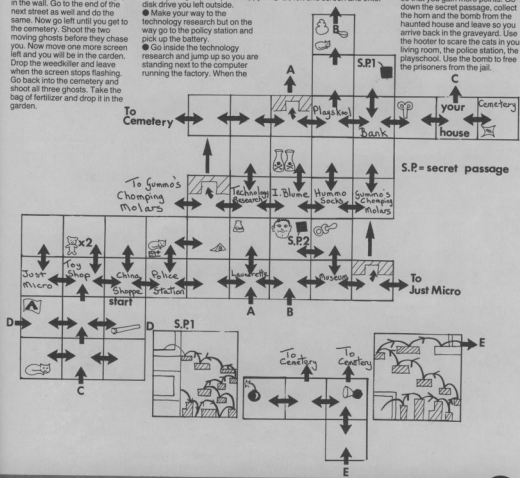 in the wall. Go to the end of the
next street as well and do the
same. Now go left until you get to
the cemetery. Shoot the two
moving ghosts before they chase
you. Now move one more screen
left and you will be in the carden.
Drop the weedkiller and leave
when the screen stops flashing.
Go back into the cemetery and
shoot all three ghosts. Take the
bag of fertilizer and drop it in the
garden.
disk drive you left outside.
● Make your way to the
technology research but on the
way go to the policy station and
pick up the battery.
● Go inside the technology
research and jump up so you are
standing next to the computer
running the factory. When the
down the secret passage, collect
the horn and the bomb from the
haunted house and leave so you
arrive back in the graveyard. Use
the hooter to scare the cats in your
living room, the police station, the
playschool. Use the bomb to free
the prisoners from the jail.
B
S.P.1
A
C
To
Cemetery
Playskool
Bank
your
house
Cemetery
S.P.= secret passage
To Gummo's
Chomping
Molars
Technology
Research
I.Blume
Hummo
Socks
Gummo's
Chomping
Molars
x2
S.P.2
Just
Micro
Toy
Shop
China
Shoppe
Police
Station
Launerette
Museum
To
Just Micro
start
A
B
D
D
S.P.1
C
To
Cemetery
To
Cemetery
E
E